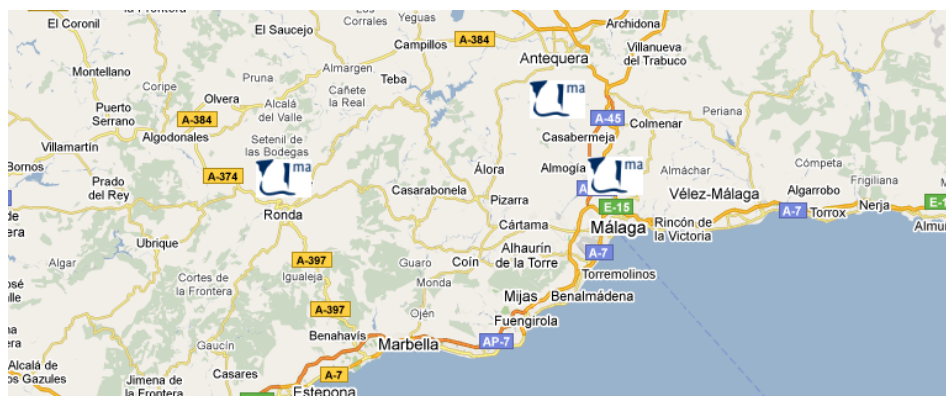 El Coronil
El Saucejo
Los
Corrales
Yeguas
Archidona
Campillos
A-384
Antequera
Villanueva
del Trabuco
Montellano
Coripe
Pruna
Almargen
Teba
Cañete
la Real
Puerto
Serrano
Olvera
Alcalá
del Valle
A-384
Algodonales
Setenil de
las Bodegas
ma
A-45
Colmenar
Periana
Casabermeja
Villamartín
Bornos
Prado
del Rey
A-374
ma
Ronda
Casarabonela
Álora
Almogía
ma
Pizarra
Almáchar
Vélez-Málaga
Cómpeta
Frigiliana
Algarrobo
Nerja
Torrox
A-7
E-15
Málaga
Rincón de
la Victoria
Cártama
Ubrique
Algar
Cortes de
la Frontera
A-397
Igualeja
Guaro
Coín
Monda
Alhaurín
de la Torre
A-7
Torremolinos
Mijas
Benalmádena
Fuengirola
A-397
Ojén
Benahavís
Marbella
AP-7
Gaucín
Casares
A-7
Estepona
Jimena de
la Frontera
Alcalá de
os Gazules